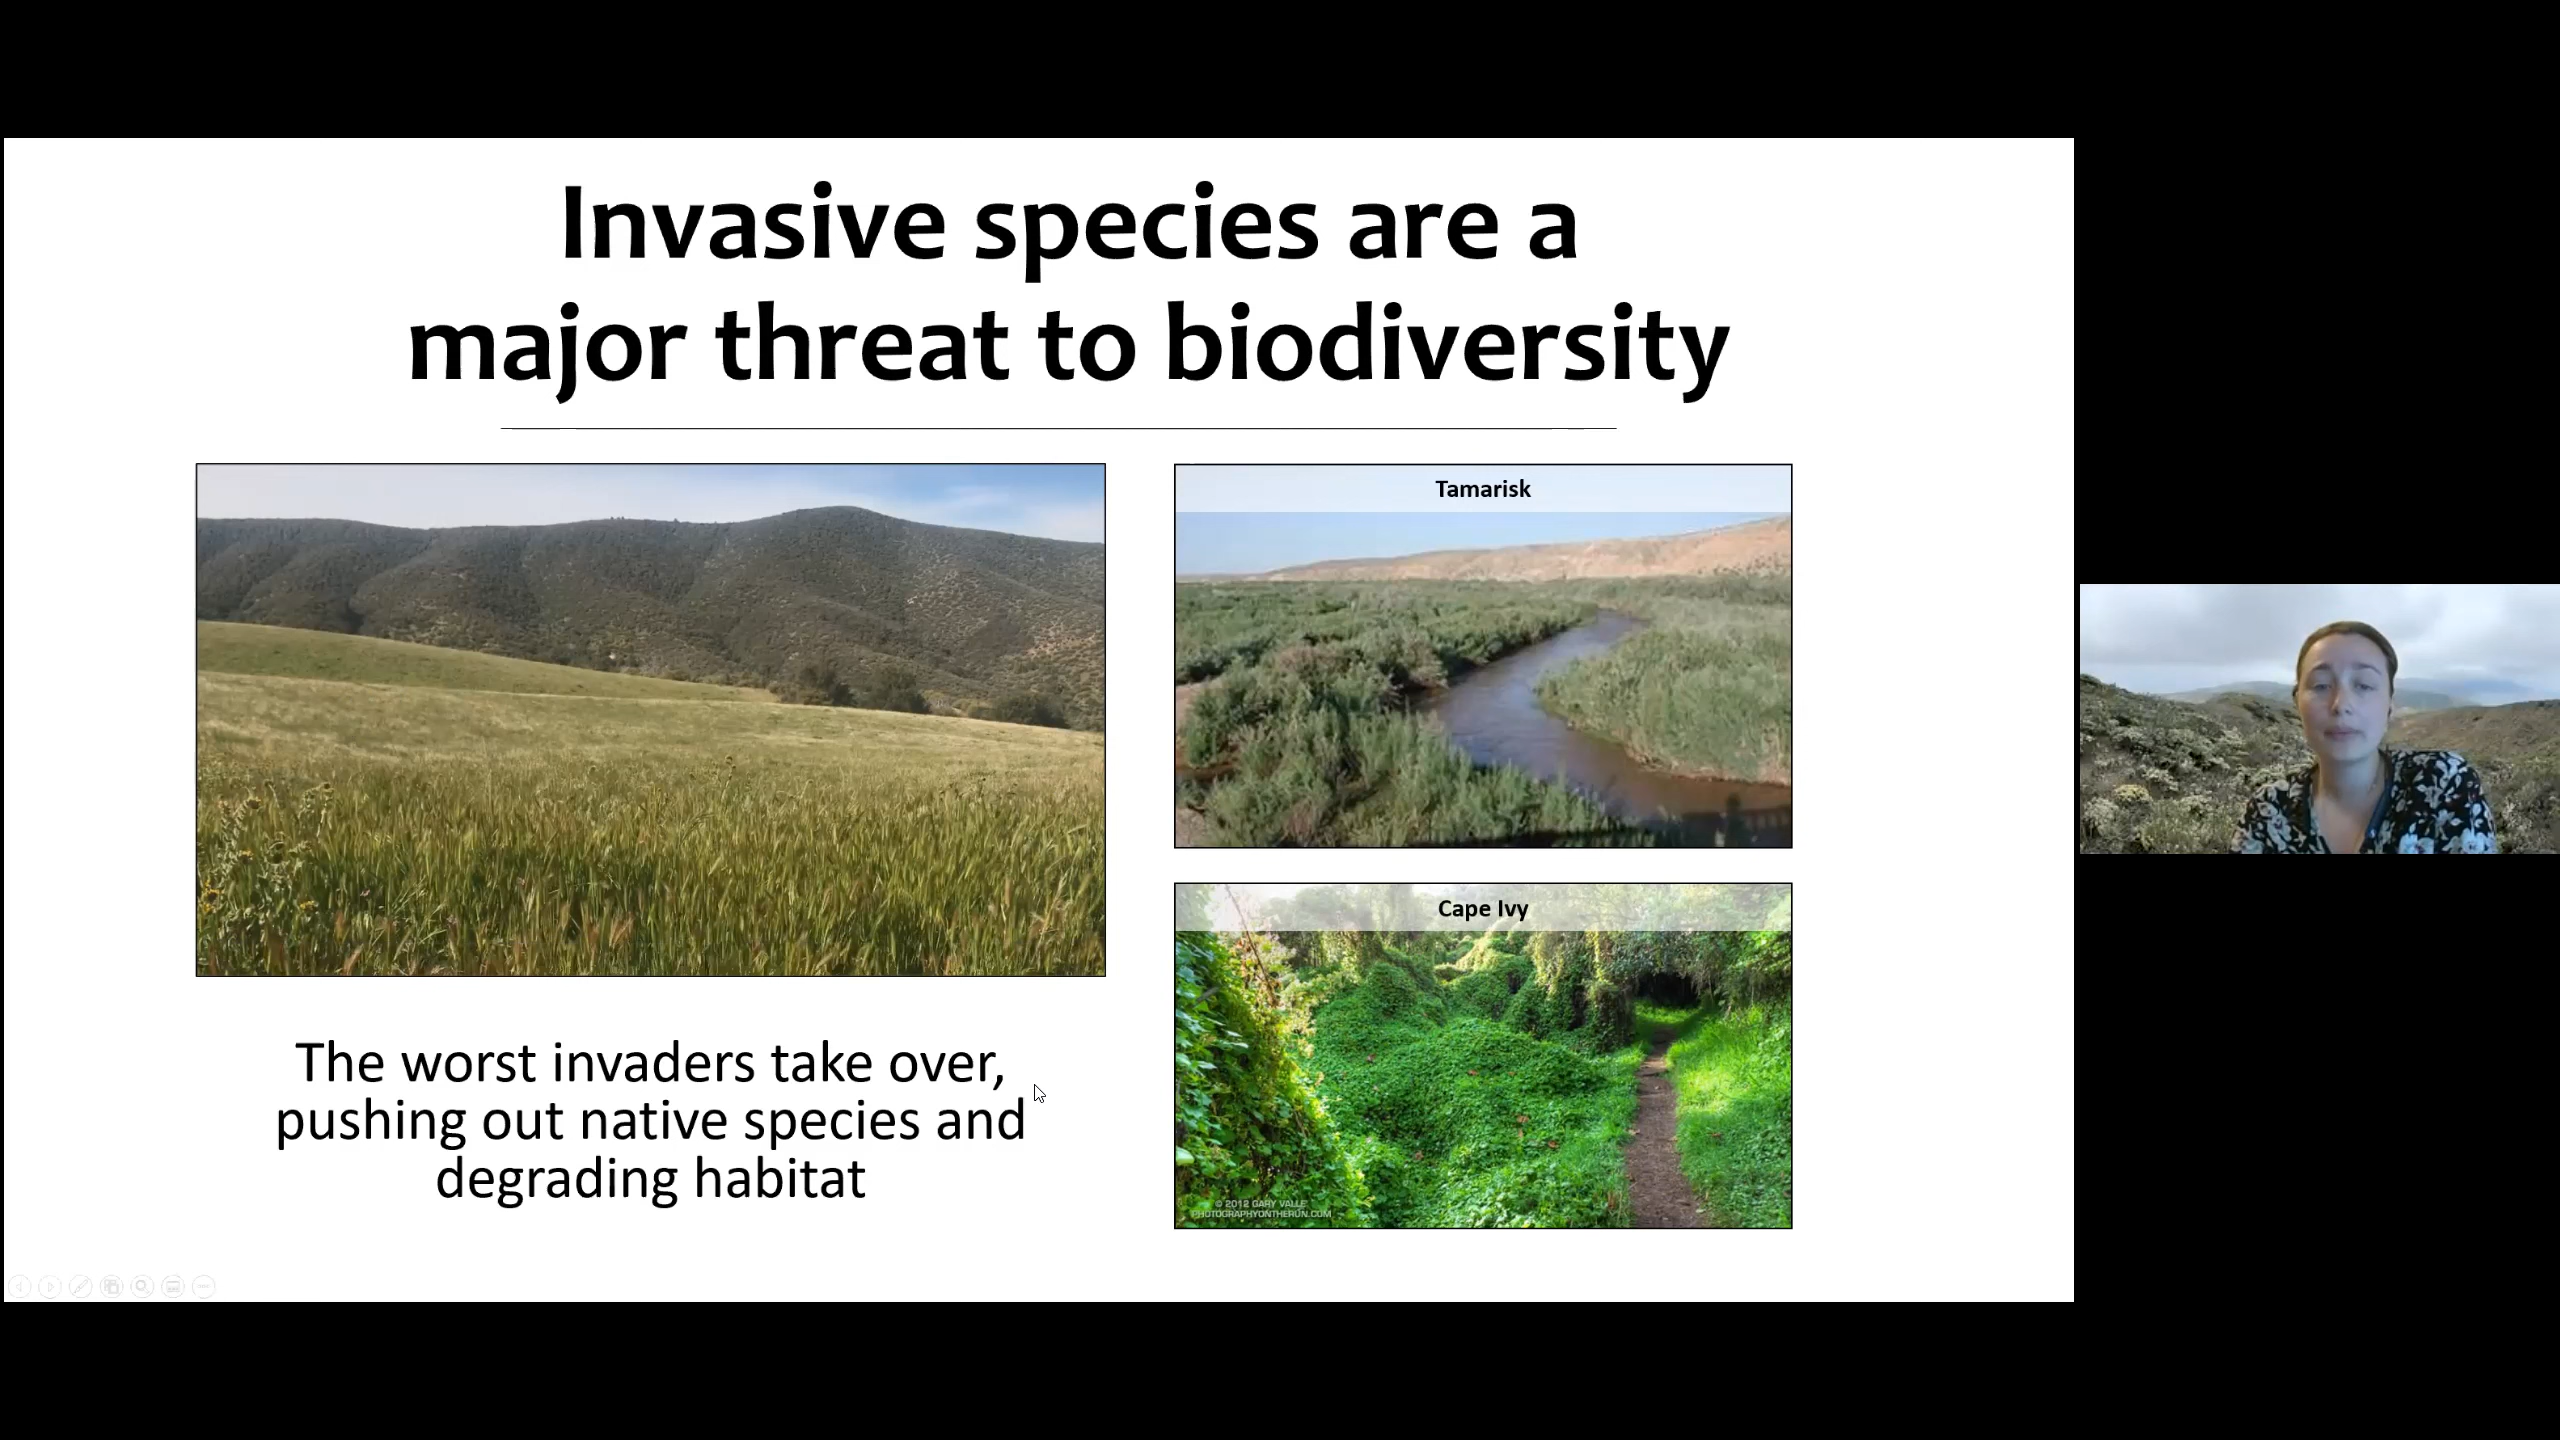 Invasive species are a
major threat to biodiversity
Tamarisk
Cape Ivy
© 2012 GARY VALLE
PHOTOGRAPHYONTHERUN.COM
The worst invaders take over,
pushing out native species and
degrading habitat